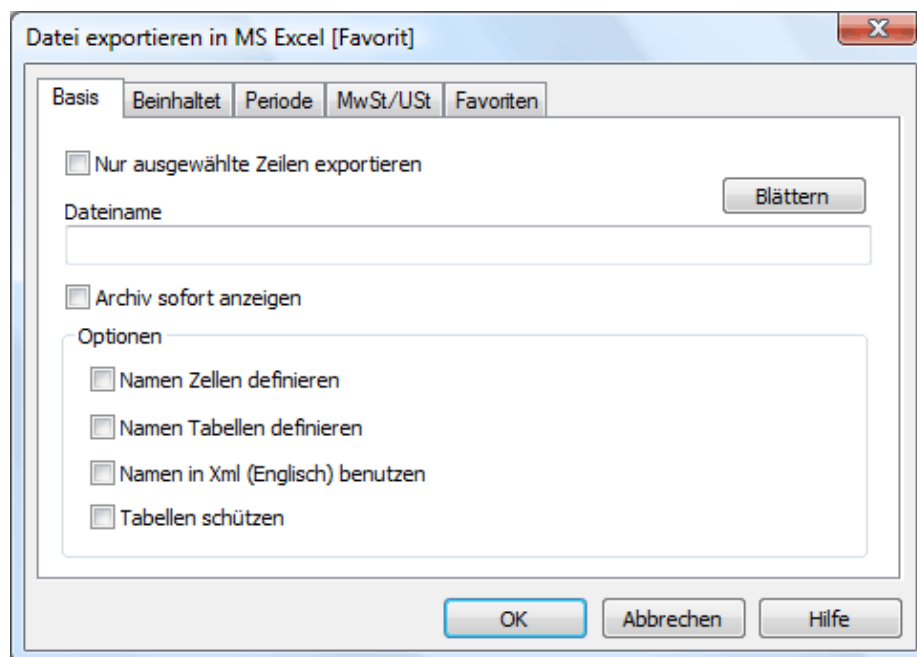 Datei exportieren in MS Excel [Favorit]
Basis Beinhaltet Periode MwSt/USt Favoriten
Nur ausgewählte Zeilen exportieren
Blättern
Dateiname
Archiv sofort anzeigen
Optionen
Namen Zellen definieren
Namen Tabellen definieren
Namen in Xml (Englisch) benutzen
Tabellen schützen
OK Abbrechen Hilfe